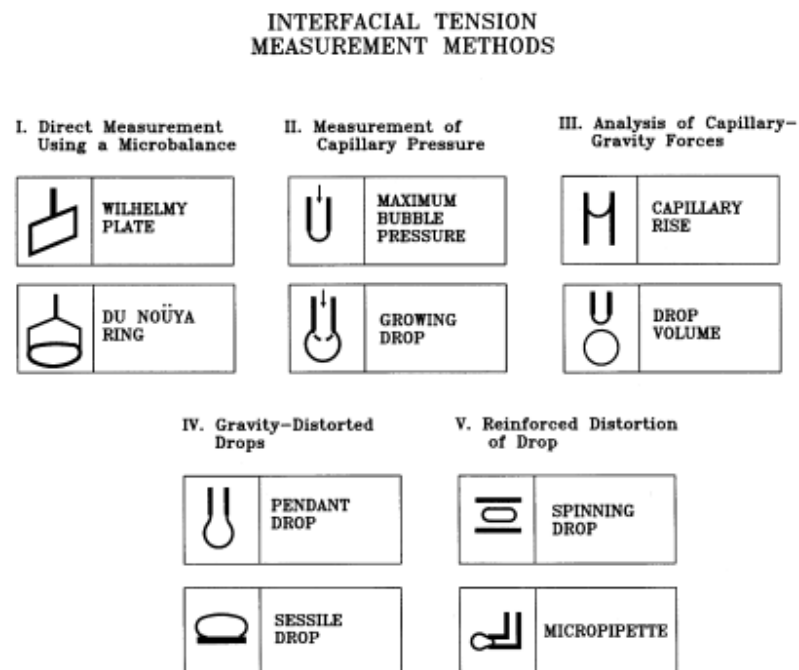 INTERFACIAL TENSION
MEASUREMENT METHODS
I. Direct Measurement
Using a Microbalance
WILHELMY
PLATE
DU NOÜYA
RING
II. Measurement of
Capillary Pressure
MAXIMUM
BUBBLE
PRESSURE
GROWING
DROP
III. Analysis of Capillary-
Gravity Forces
CAPILLARY
RISE
DROP
VOLUME
IV. Gravity-Distorted
Drops
PENDANT
DROP
SESSILE
DROP
V. Reinforced Distortion
of Drop
SPINNING
DROP
MICROPIPETTE